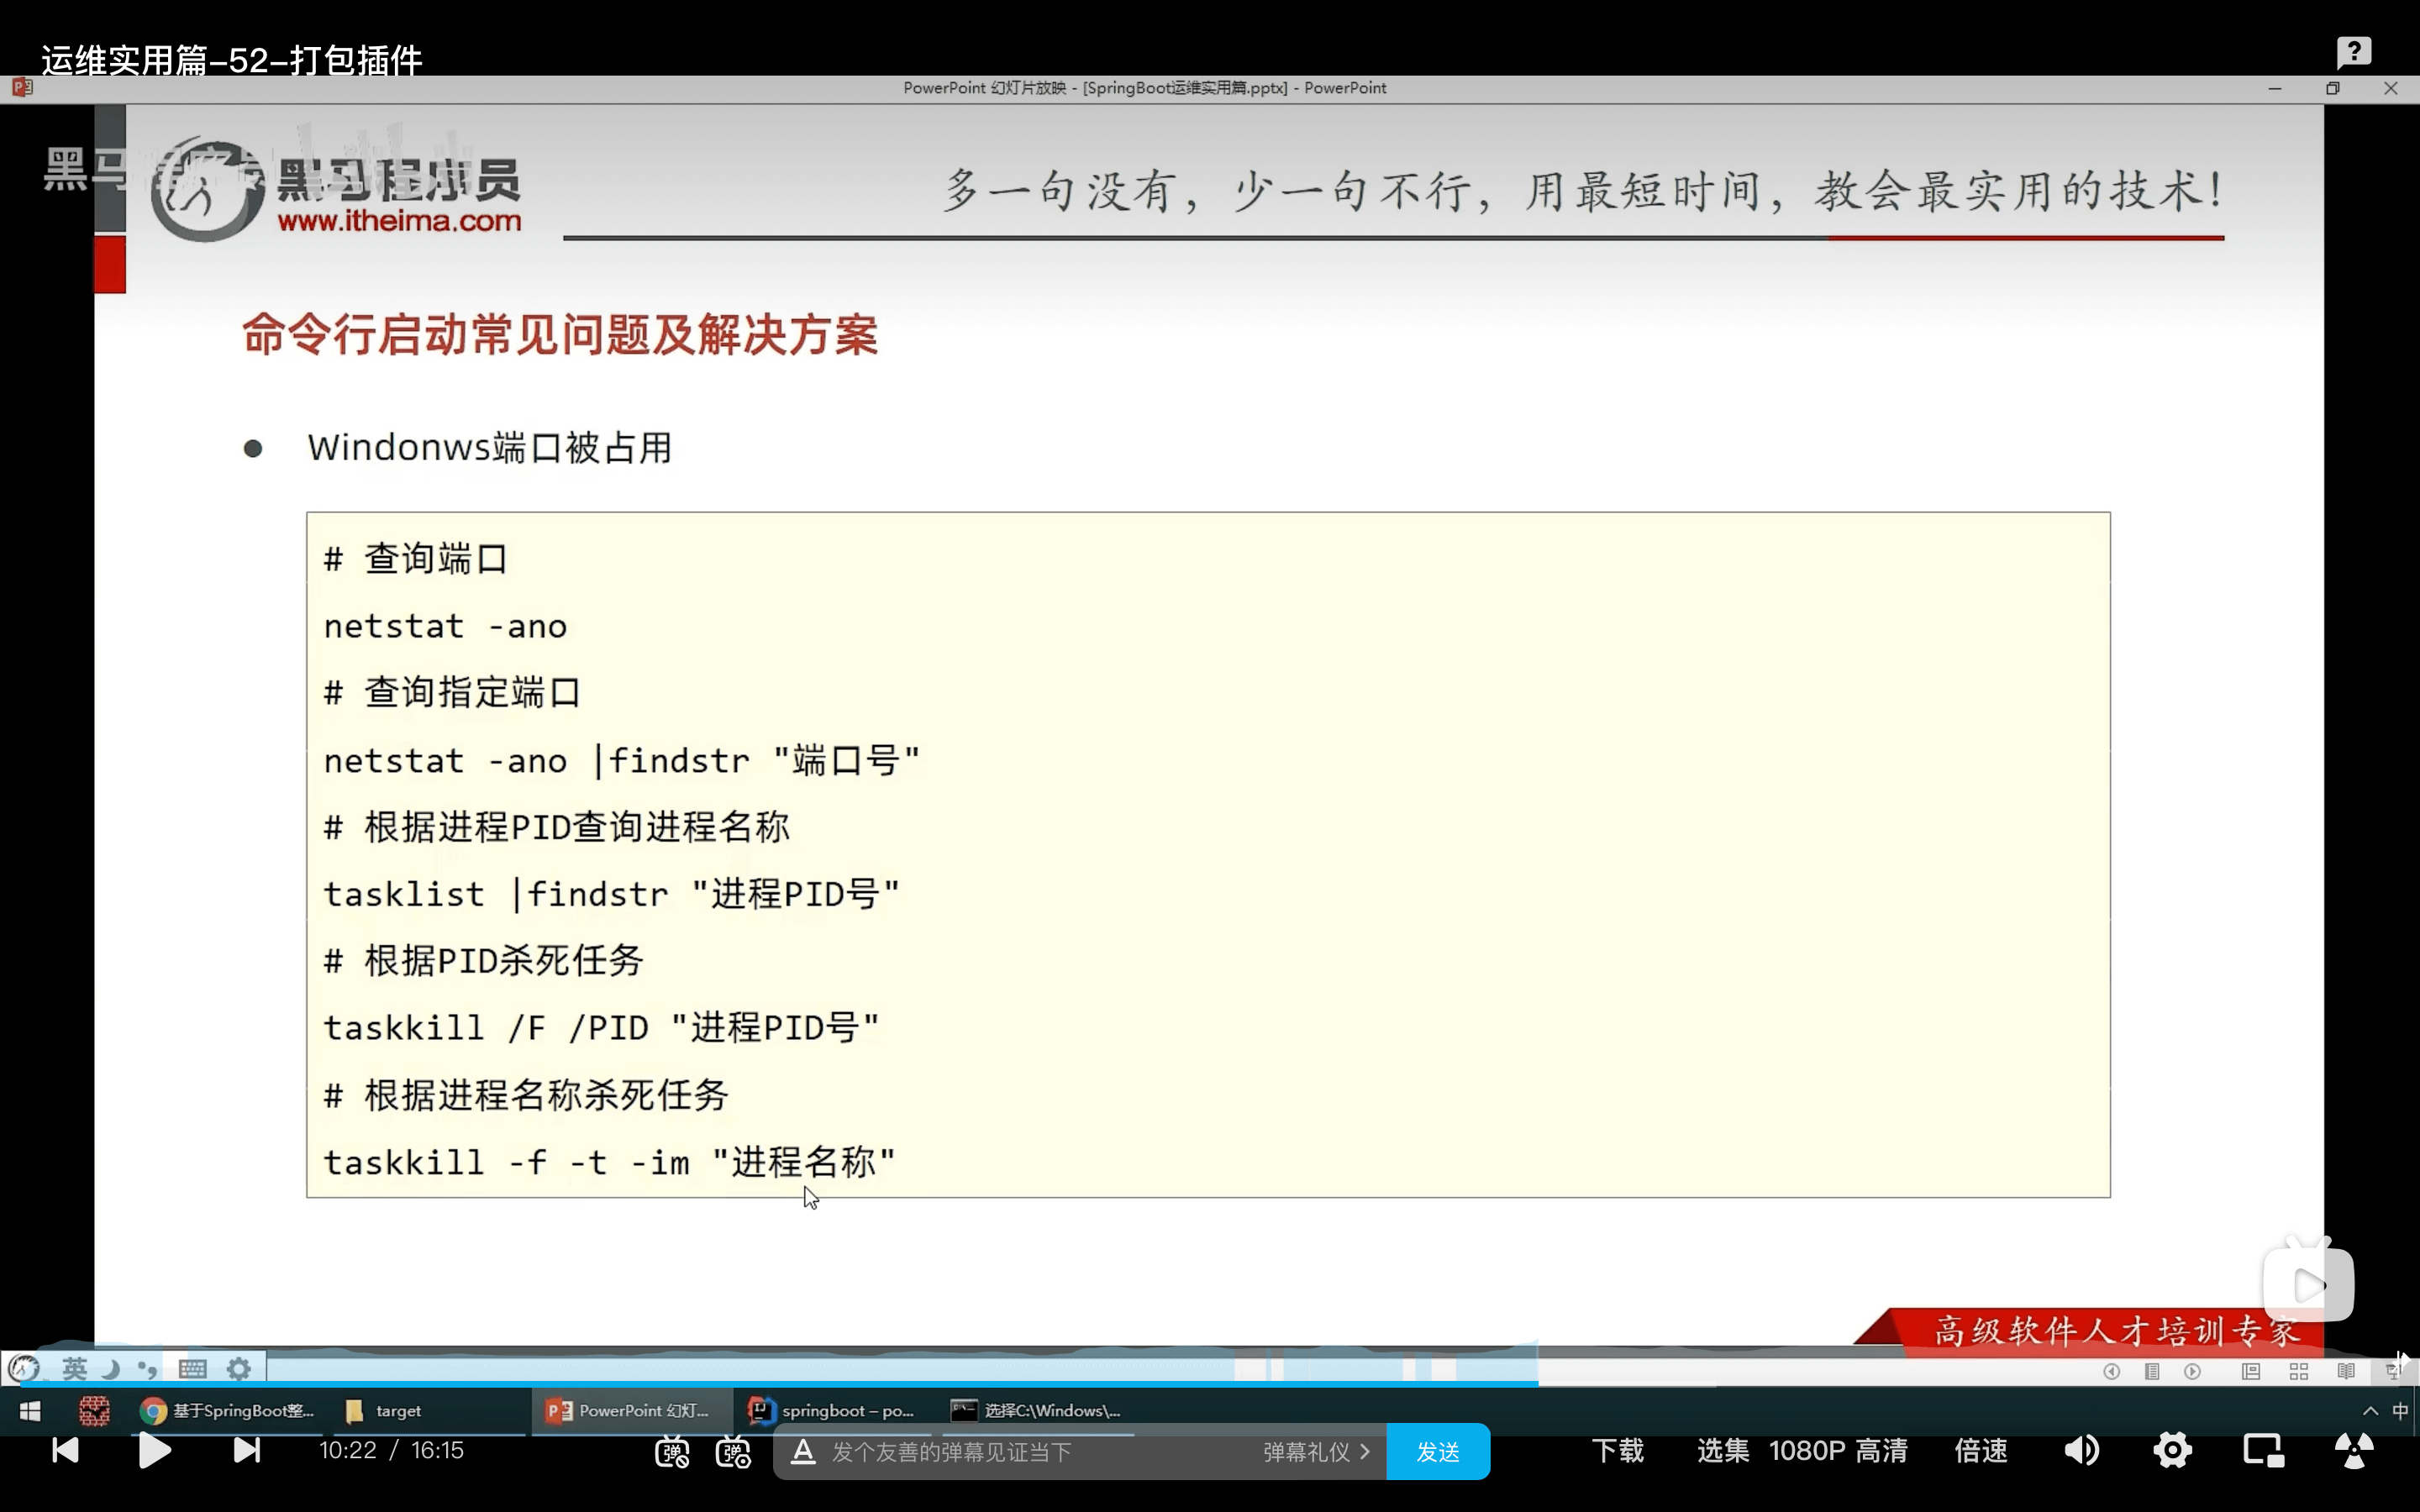 运维实用篇-52-打包插件
PowerPoint 幻灯片放映 - [SpringBoot运维实用篇.pptx] - PowerPoint
黑马程序员
www.itheima.com
多一句没有，少一句不行，用最短时间，教会最实用的技术！
命令行启动常见问题及解决方案
● Windonws端口被占用
# 查询端口
netstat -ano
# 查询指定端口
netstat -ano |findstr "端口号"
# 根据进程PID查询进程名称
tasklist |findstr "进程PID号"
# 根据PID杀死任务
taskkill /F /PID "进程PID号"
# 根据进程名称杀死任务
taskkill -f -t -im "进程名称"
高级软件人才培训专家
英
基于SpringBoot整... target PowerPoint 幻灯... springboot – po... 选择C:\Windows\... 中
10:22 / 16:15 发个友善的弹幕见证当下 弹幕礼仪 > 发送 下载 选集 1080P 高清 倍速